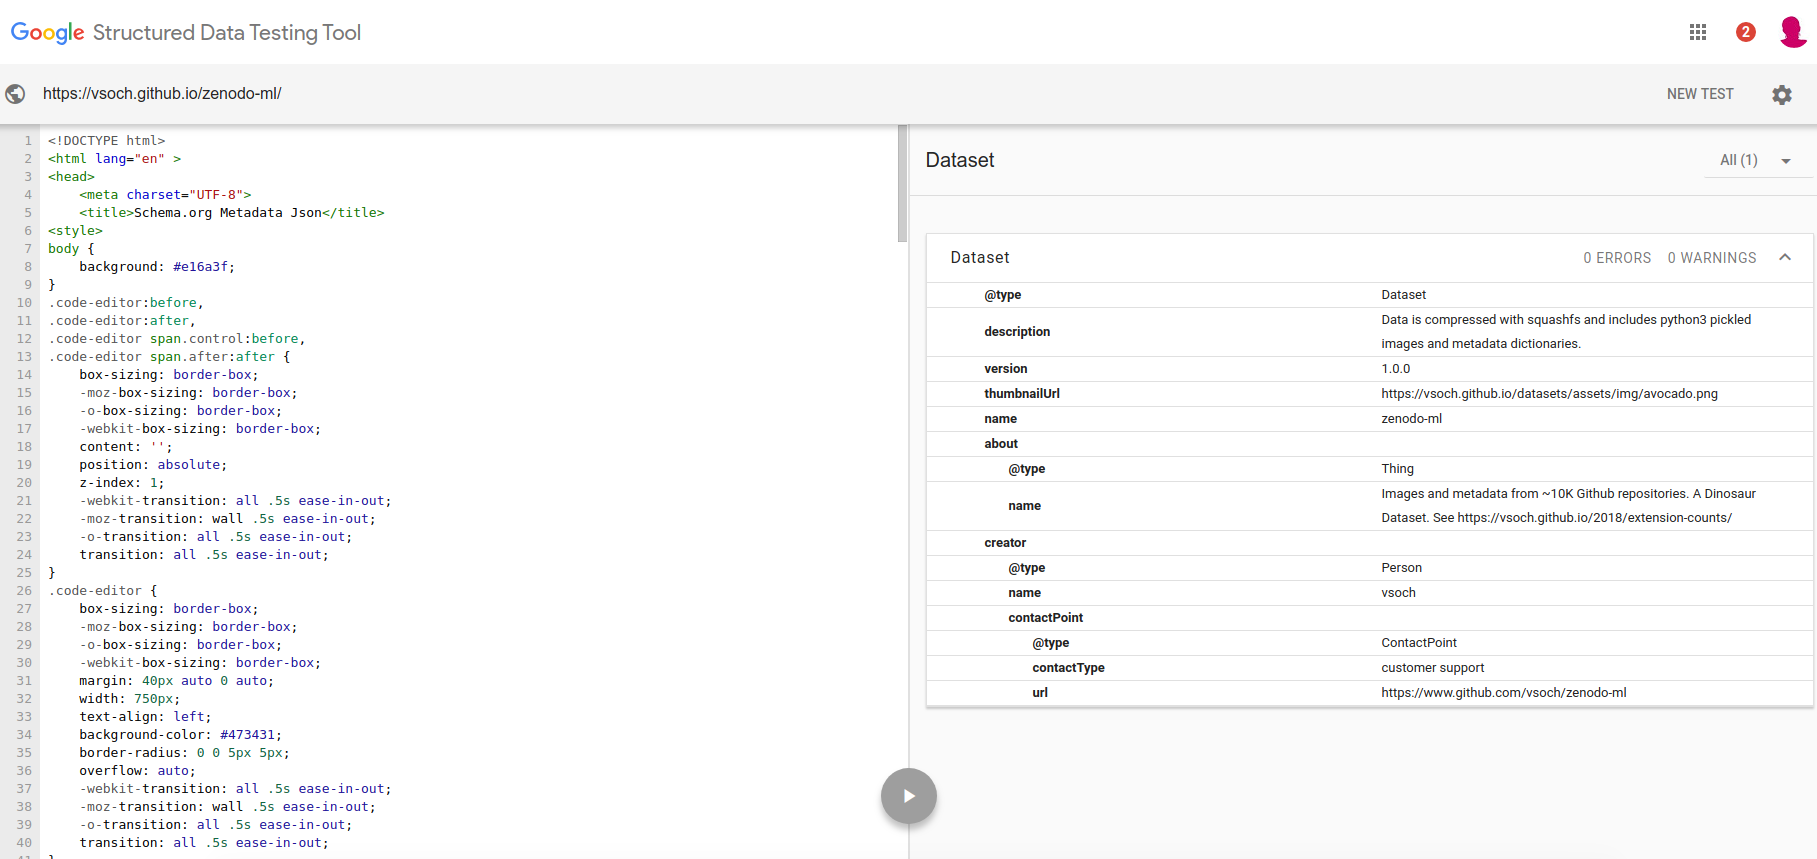 Google Structured Data Testing Tool
2
https://vsoch.github.io/zenodo-ml/
NEW TEST
1 <!DOCTYPE html>
2 <html lang="en" >
3 <head>
4 <meta charset="UTF-8">
5 <title>Schema.org Metadata Json</title>
6 <style>
7 body {
8 background: #e16a3f;
9 }
10 .code-editor:before,
11 .code-editor:after,
12 .code-editor span.control:before,
13 .code-editor span.after:after {
14 box-sizing: border-box;
15 -moz-box-sizing: border-box;
16 -o-box-sizing: border-box;
17 -webkit-box-sizing: border-box;
18 content: '';
19 position: absolute;
20 z-index: 1;
21 -webkit-transition: all .5s ease-in-out;
22 -moz-transition: wall .5s ease-in-out;
23 -o-transition: all .5s ease-in-out;
24 transition: all .5s ease-in-out;
25 }
26 .code-editor {
27 box-sizing: border-box;
28 -moz-box-sizing: border-box;
29 -o-box-sizing: border-box;
30 -webkit-box-sizing: border-box;
31 margin: 40px auto 0 auto;
32 width: 750px;
33 text-align: left;
34 background-color: #473431;
35 border-radius: 0 0 5px 5px;
36 overflow: auto;
37 -webkit-transition: all .5s ease-in-out;
38 -moz-transition: wall .5s ease-in-out;
39 -o-transition: all .5s ease-in-out;
40 transition: all .5s ease-in-out;
41 }
Dataset
All (1)
Dataset 0 ERRORS 0 WARNINGS
@type Dataset
description Data is compressed with squashfs and includes python3 pickled
images and metadata dictionaries.
version 1.0.0
thumbnailUrl https://vsoch.github.io/datasets/assets/img/avocado.png
name zenodo-ml
about
@type Thing
name Images and metadata from ~10K Github repositories. A Dinosaur
Dataset. See https://vsoch.github.io/2018/extension-counts/
creator
@type Person
name vsoch
contactPoint
@type ContactPoint
contactType customer support
url https://www.github.com/vsoch/zenodo-ml